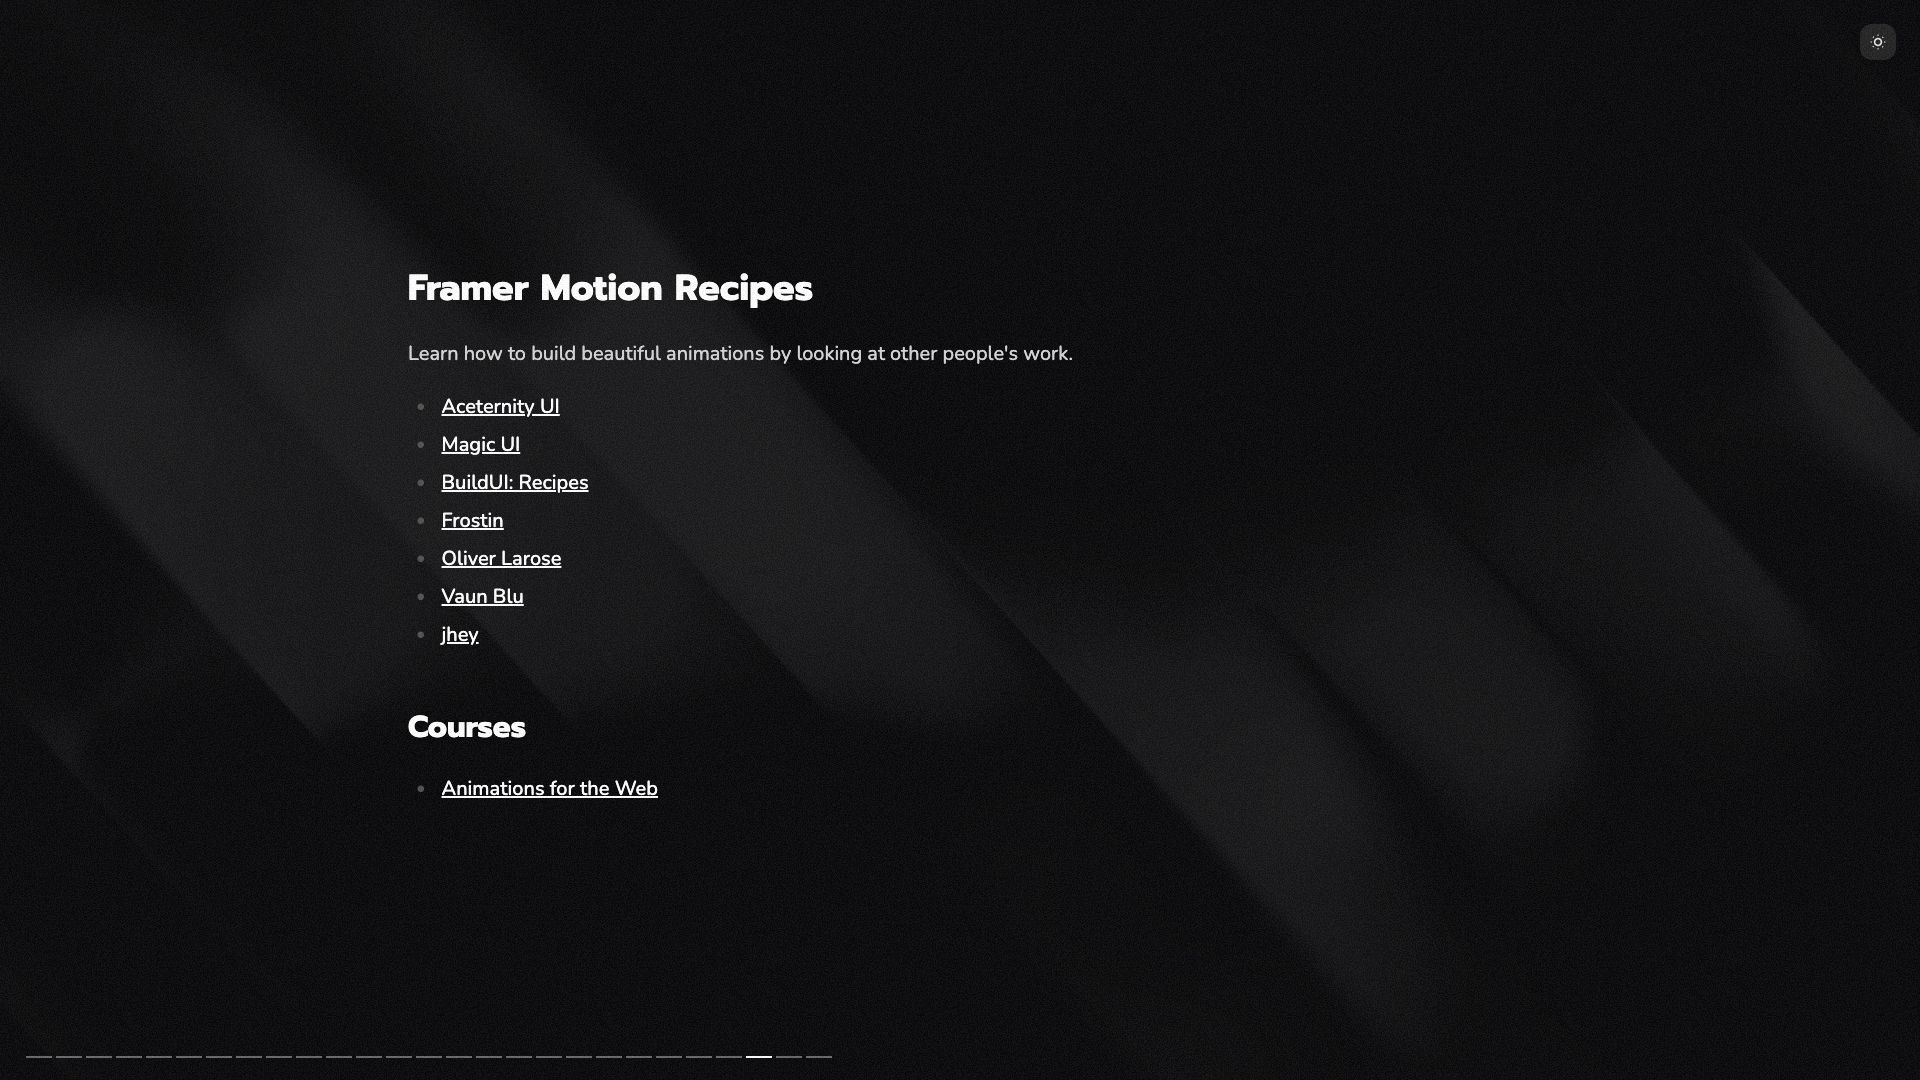 Framer Motion Recipes
Learn how to build beautiful animations by looking at other people's work.
Aceternity UI
Magic UI
BuildUI: Recipes
Frostin
Oliver Larose
Vaun Blu
jhey
Courses
Animations for the Web